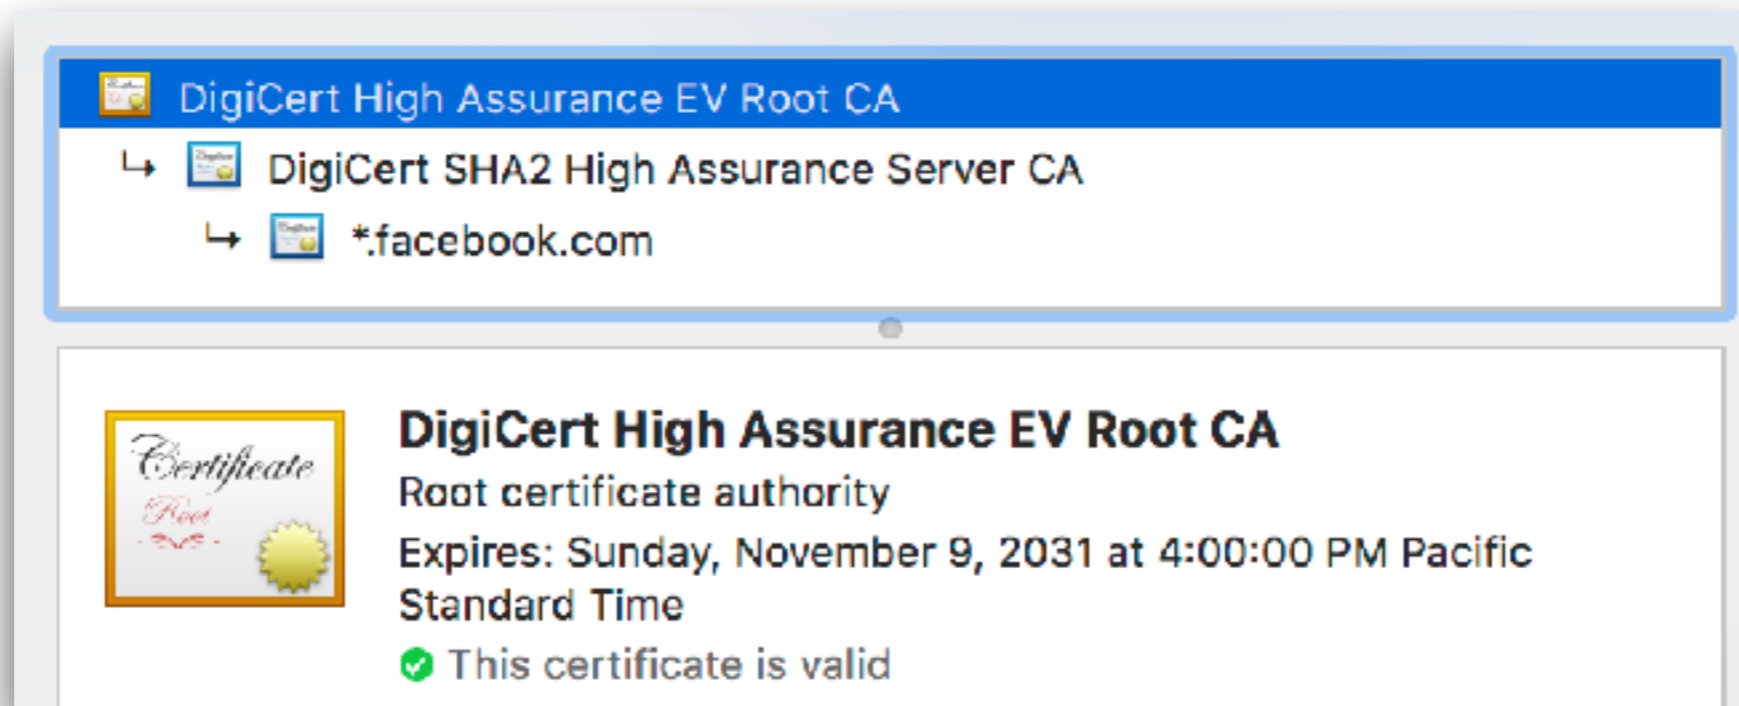 DigiCert High Assurance EV Root CA
DigiCert SHA2 High Assurance Server CA
*.facebook.com
DigiCert High Assurance EV Root CA
Certificate
Root
Root certificate authority
Expires: Sunday, November 9, 2031 at 4:00:00 PM Pacific
Standard Time
This certificate is valid